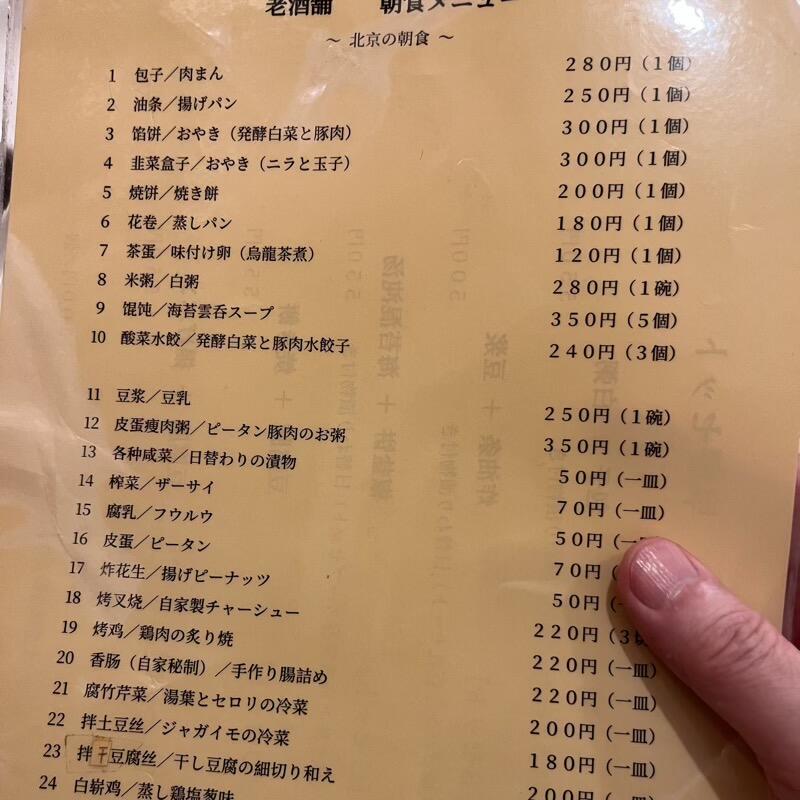 老酒舗　朝食メニュー
～ 北京の朝食 ～
1 包子／肉まん 280円（1個）
2 油条／揚げパン 250円（1個）
3 馅饼／おやき（発酵白菜と豚肉） 300円（1個）
4 韭菜盒子／おやき（ニラと玉子） 300円（1個）
5 焼饼／焼き餅 200円（1個）
6 花卷／蒸しパン 180円（1個）
7 茶蛋／味付け卵（烏龍茶煮） 120円（1個）
8 米粥／白粥 280円（1碗）
9 馄饨／海苔雲呑スープ 350円（5個）
10 酸菜水餃／発酵白菜と豚肉水餃子 240円（3個）
11 豆浆／豆乳 250円（1碗）
12 皮蛋瘦肉粥／ピータン豚肉のお粥 350円（1碗）
13 各种咸菜／日替わりの漬物 50円（一皿）
14 榨菜／ザーサイ 70円（一皿）
15 腐乳／フウルウ 50円（一
16 皮蛋／ピータン 70円（
17 炸花生／揚げピーナッツ 50円（
18 烤叉烧／自家製チャーシュー 220円（3
19 烤鸡／鶏肉の炙り焼 220円（一皿）
20 香肠（自家秘制）／手作り腸詰め 220円（一皿）
21 腐竹芹菜／湯葉とセロリの冷菜 200円（一皿）
22 拌土豆丝／ジャガイモの冷菜 180円（一皿）
23 拌干豆腐丝／干し豆腐の細切り和え 200円（一皿）
24 白崭鸡／蒸し鶏塩葱味